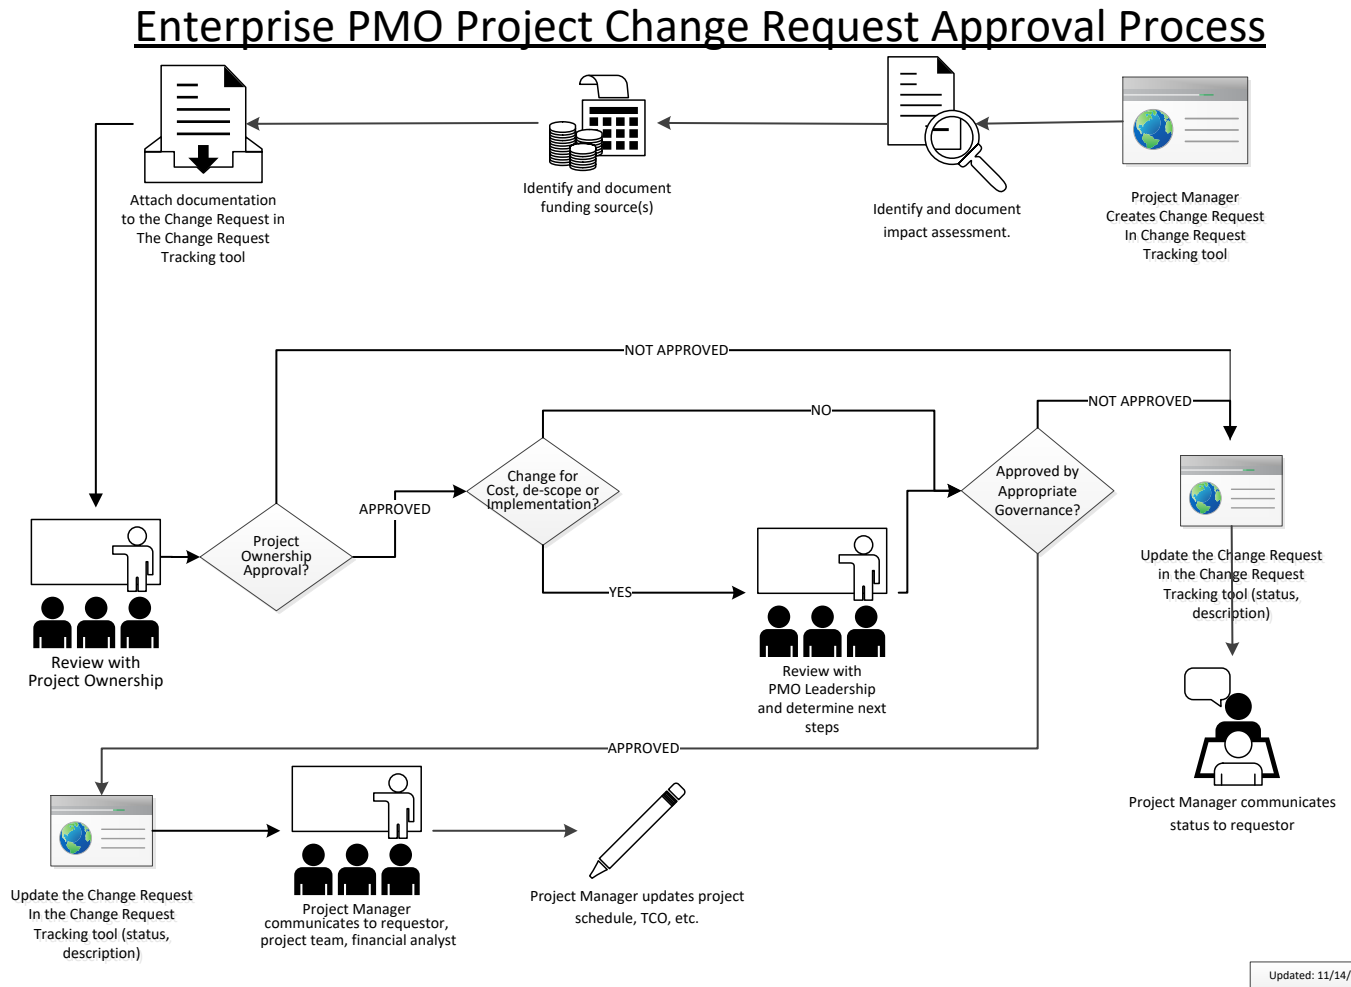 Enterprise PMO Project Change Request Approval Process
Project Manager
Creates Change Request
In Change Request
Tracking tool
Identify and document
impact assessment.
Identify and document
funding source(s)
Attach documentation
to the Change Request in
The Change Request
Tracking tool
Review with
Project Ownership
Project
Ownership
Approval?
NOT APPROVED
APPROVED
Change for
Cost, de-scope or
Implementation?
NO
YES
Review with
PMO Leadership
and determine next
steps
Approved by
Appropriate
Governance?
NOT APPROVED
Update the Change Request
in the Change Request
Tracking tool (status,
description)
Project Manager communicates
status to requestor
APPROVED
Update the Change Request
In the Change Request
Tracking tool (status,
description)
Project Manager
communicates to requestor,
project team, financial analyst
Project Manager updates project
schedule, TCO, etc.
Updated: 11/14/